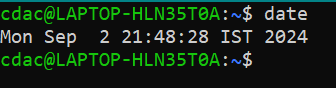 cdac@LAPTOP-HLN35T0A:~$ date
Mon Sep  2 21:48:28 IST 2024
cdac@LAPTOP-HLN35T0A:~$